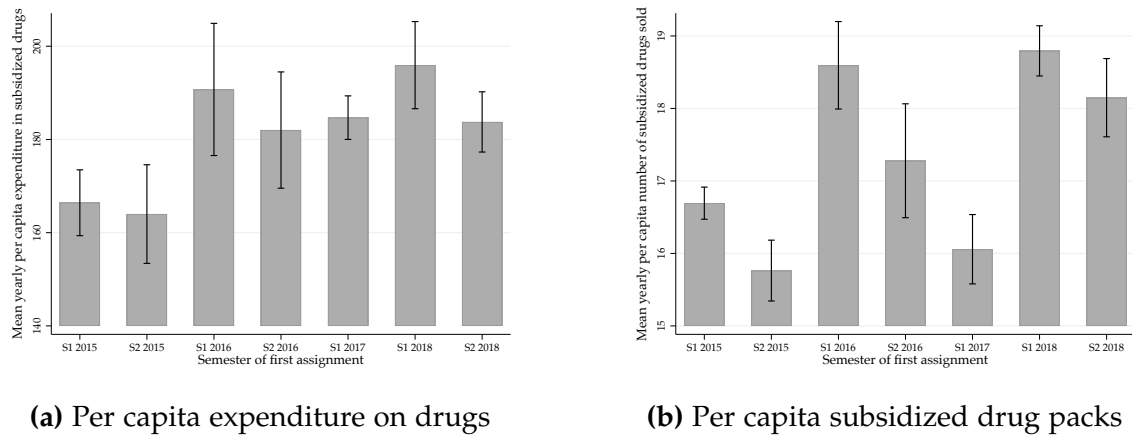 Mean yearly per capita expenditure in subsidized drugs
200
180
160
140
S1 2015 S2 2015 S1 2016 S2 2016 S1 2017 S1 2018 S2 2018
Semester of first assignment
(a) Per capita expenditure on drugs
Mean yearly per capita number of subsidized drugs sold
19
18
17
16
15
S1 2015 S2 2015 S1 2016 S2 2016 S1 2017 S1 2018 S2 2018
Semester of first assignment
(b) Per capita subsidized drug packs